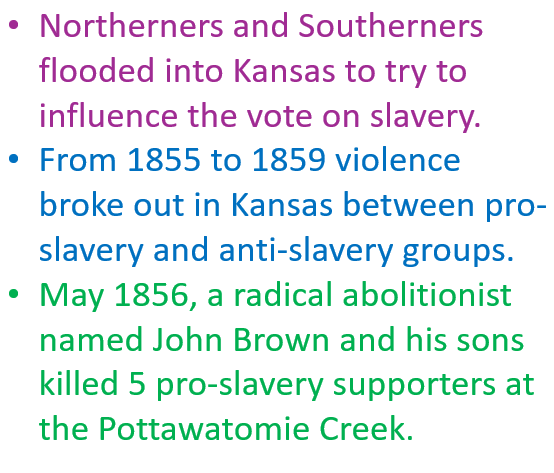 • Northerners and Southerners
flooded into Kansas to try to
influence the vote on slavery.
• From 1855 to 1859 violence
broke out in Kansas between pro-
slavery and anti-slavery groups.
• May 1856, a radical abolitionist
named John Brown and his sons
killed 5 pro-slavery supporters at
the Pottawatomie Creek.